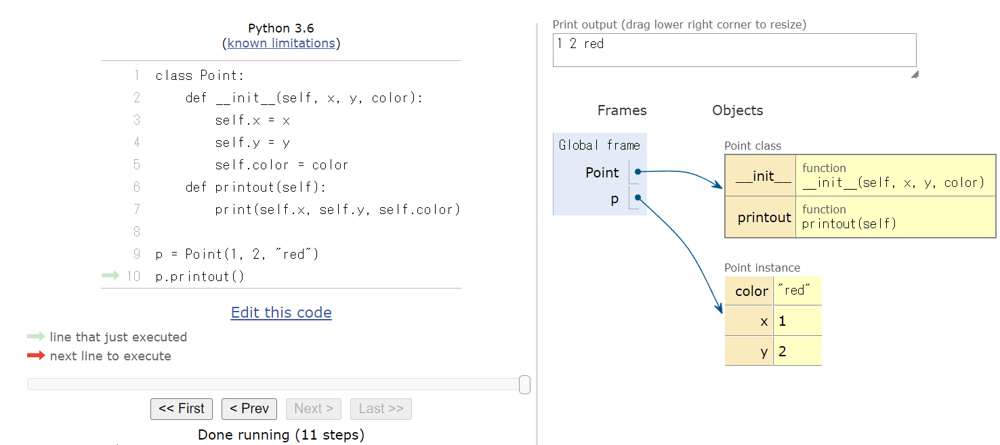 Python 3.6
(known limitations)
1 class Point:
2     def __init__(self, x, y, color):
3         self.x = x
4         self.y = y
5         self.color = color
6     def printout(self):
7         print(self.x, self.y, self.color)
8
9 p = Point(1, 2, "red")
10 p.printout()
Edit this code
line that just executed
next line to execute
<< First < Prev Next > Last >>
Done running (11 steps)
Print output (drag lower right corner to resize)
1 2 red
Frames Objects
Global frame
Point
p
Point class
__init__ function
__init__(self, x, y, color)
printout function
printout(self)
Point instance
color "red"
x 1
y 2